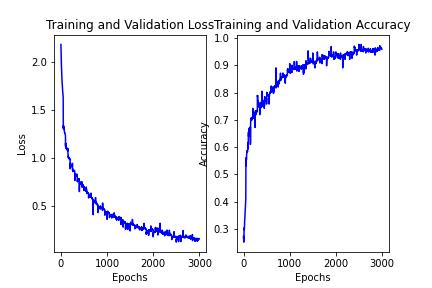 Training and Validation Loss
2.0
1.5
1.0
0.5
Loss
0 1000 2000 3000
Epochs
Training and Validation Accuracy
1.0
0.9
0.8
0.7
0.6
0.5
0.4
0.3
Accuracy
0 1000 2000 3000
Epochs